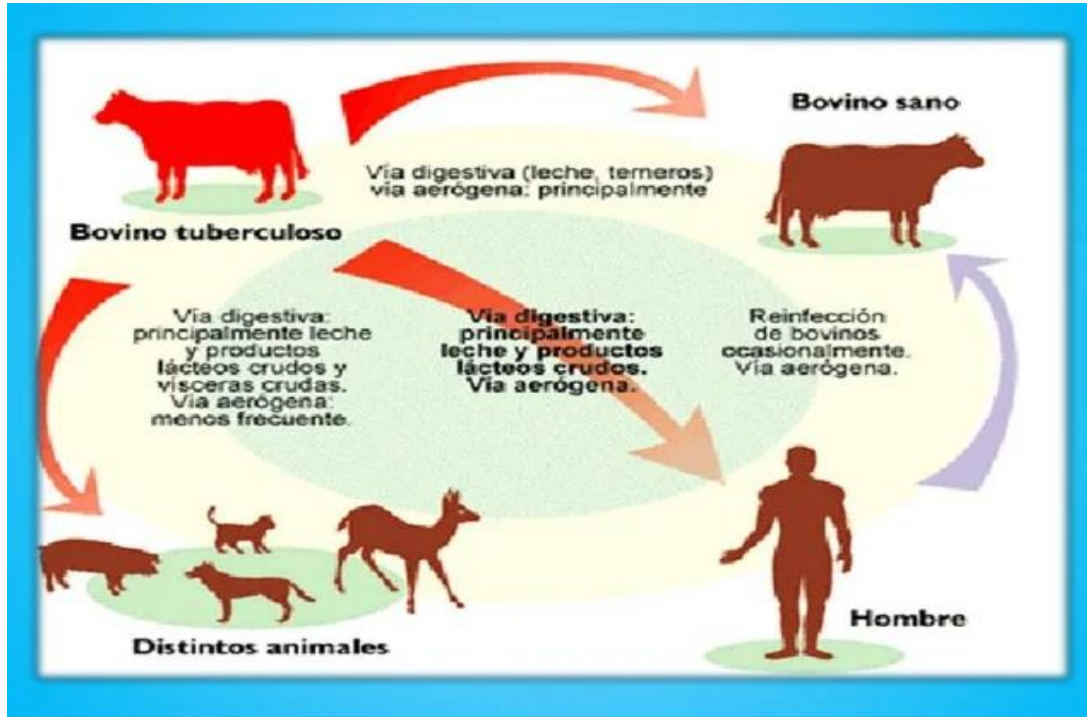 Bovino sano
Vía digestiva (leche, terneros)
vía aerógena: principalmente
Bovino tuberculoso
Vía digestiva:
principalmente leche
y productos
lácteos crudos y
vísceras crudas.
Vía aerógena:
menos frecuente.
Vía digestiva:
principalmente
leche y productos
lácteos crudos.
Vía aerógena.
Reinfección
de bovinos
ocasionalmente.
Vía aerógena.
Distintos animales
Hombre